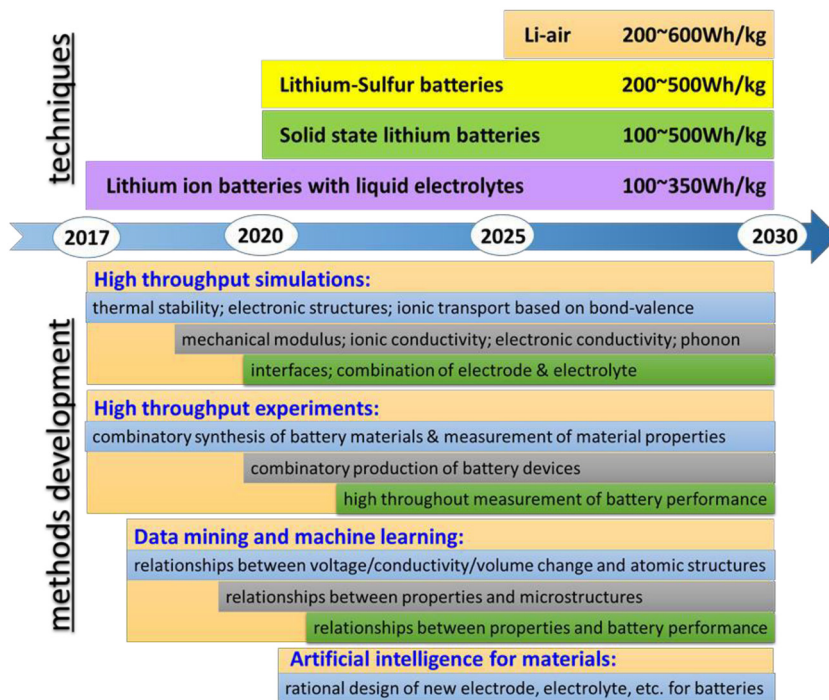 techniques
Li-air 200~600Wh/kg
Lithium-Sulfur batteries 200~500Wh/kg
Solid state lithium batteries 100~500Wh/kg
Lithium ion batteries with liquid electrolytes 100~350Wh/kg
2017 2020 2025 2030
methods development
High throughput simulations:
thermal stability; electronic structures; ionic transport based on bond-valence
mechanical modulus; ionic conductivity; electronic conductivity; phonon
interfaces; combination of electrode & electrolyte
High throughput experiments:
combinatory synthesis of battery materials & measurement of material properties
combinatory production of battery devices
high throughout measurement of battery performance
Data mining and machine learning:
relationships between voltage/conductivity/volume change and atomic structures
relationships between properties and microstructures
relationships between properties and battery performance
Artificial intelligence for materials:
rational design of new electrode, electrolyte, etc. for batteries